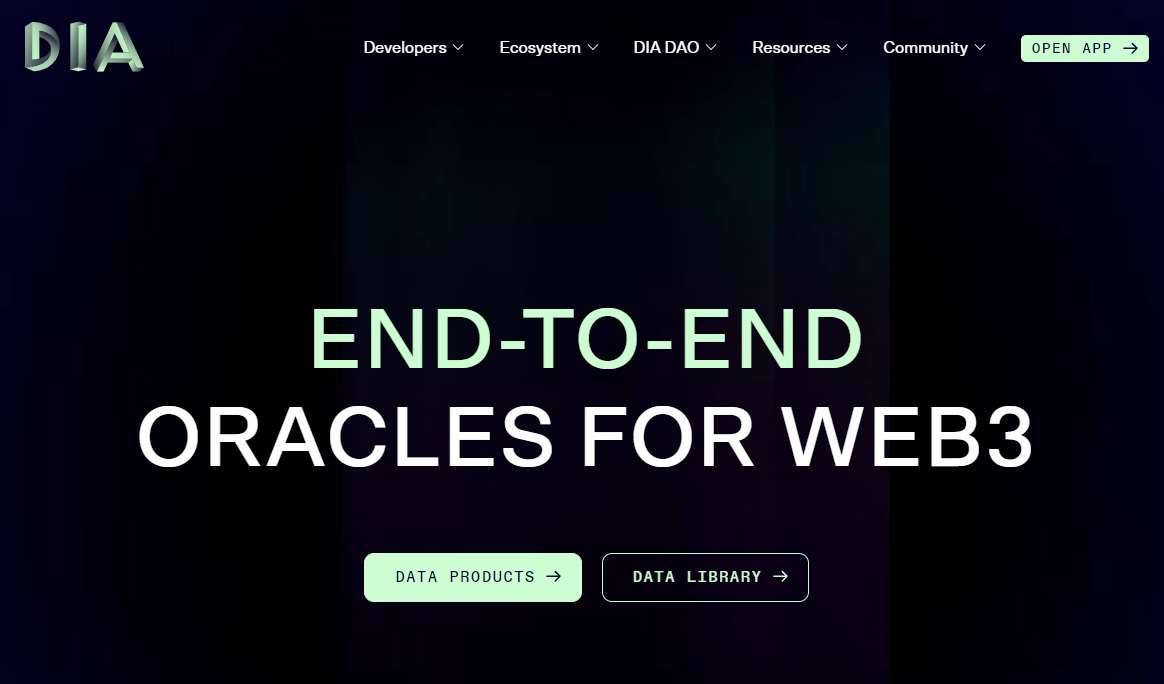 DIA
Developers Ecosystem DIA DAO Resources Community OPEN APP →
END-TO-END
ORACLES FOR WEB3
DATA PRODUCTS → DATA LIBRARY →